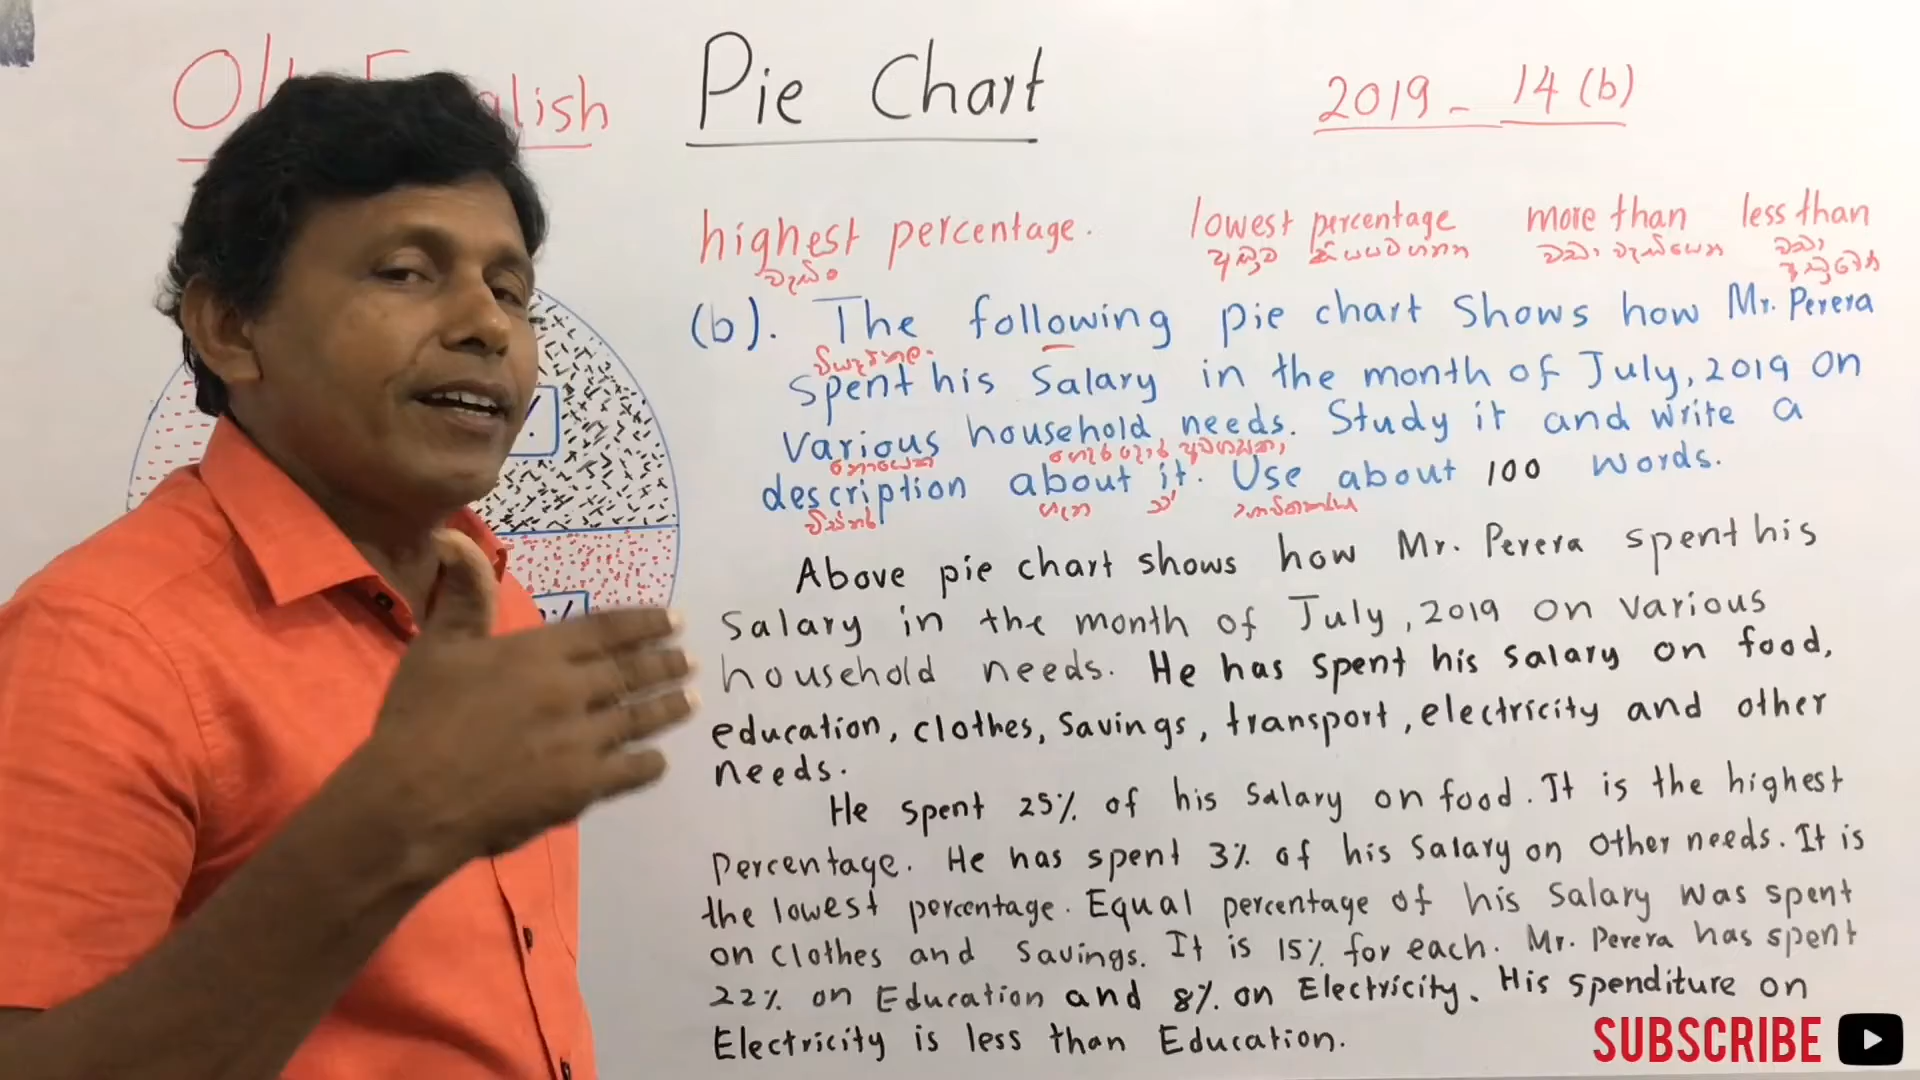 O/L English
Pie Chart
2019 - 14 (b)
highest percentage.
lowest percentage
more than
less than
වැඩිම
අඩුම
වඩා වැඩියෙන
වඩා
(b). The following pie chart shows how Mr. Perera
spent his salary in the month of July, 2019 on
various household needs. Study it and write a
description about it. Use about 100 words.
විස්තර
ගැන
Above pie chart shows how Mr. Perera spent his
salary in the month of July, 2019 on various
household needs. He has spent his salary on food,
education, clothes, savings, transport, electricity and other
needs.
He spent 25% of his salary on food. It is the highest
percentage. He has spent 3% of his salary on other needs. It is
the lowest percentage. Equal percentage of his salary was spent
on clothes and savings. It is 15% for each. Mr. Perera has spent
22% on Education and 8% on Electricity. His spenditure on
Electricity is less than Education.
SUBSCRIBE